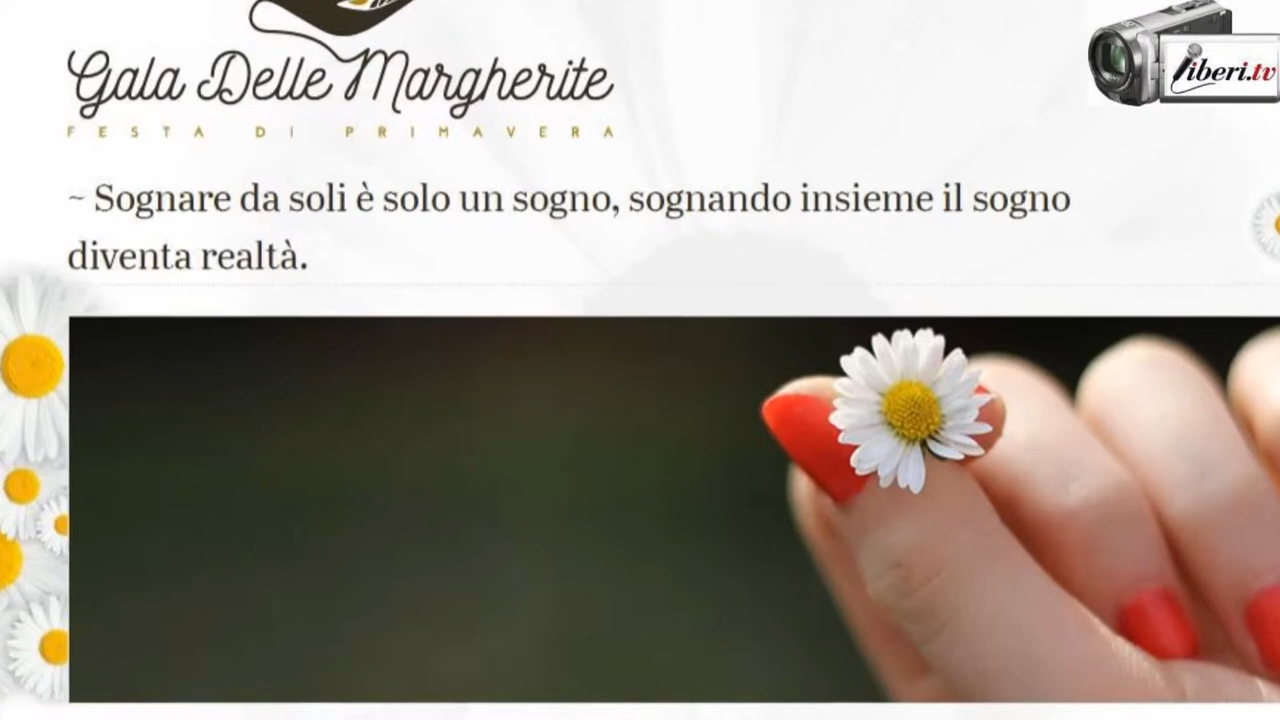 Gala Delle Margherite
FESTA DI PRIMAVERA
~ Sognare da soli è solo un sogno, sognando insieme il sogno
diventa realtà.
liberi.tv